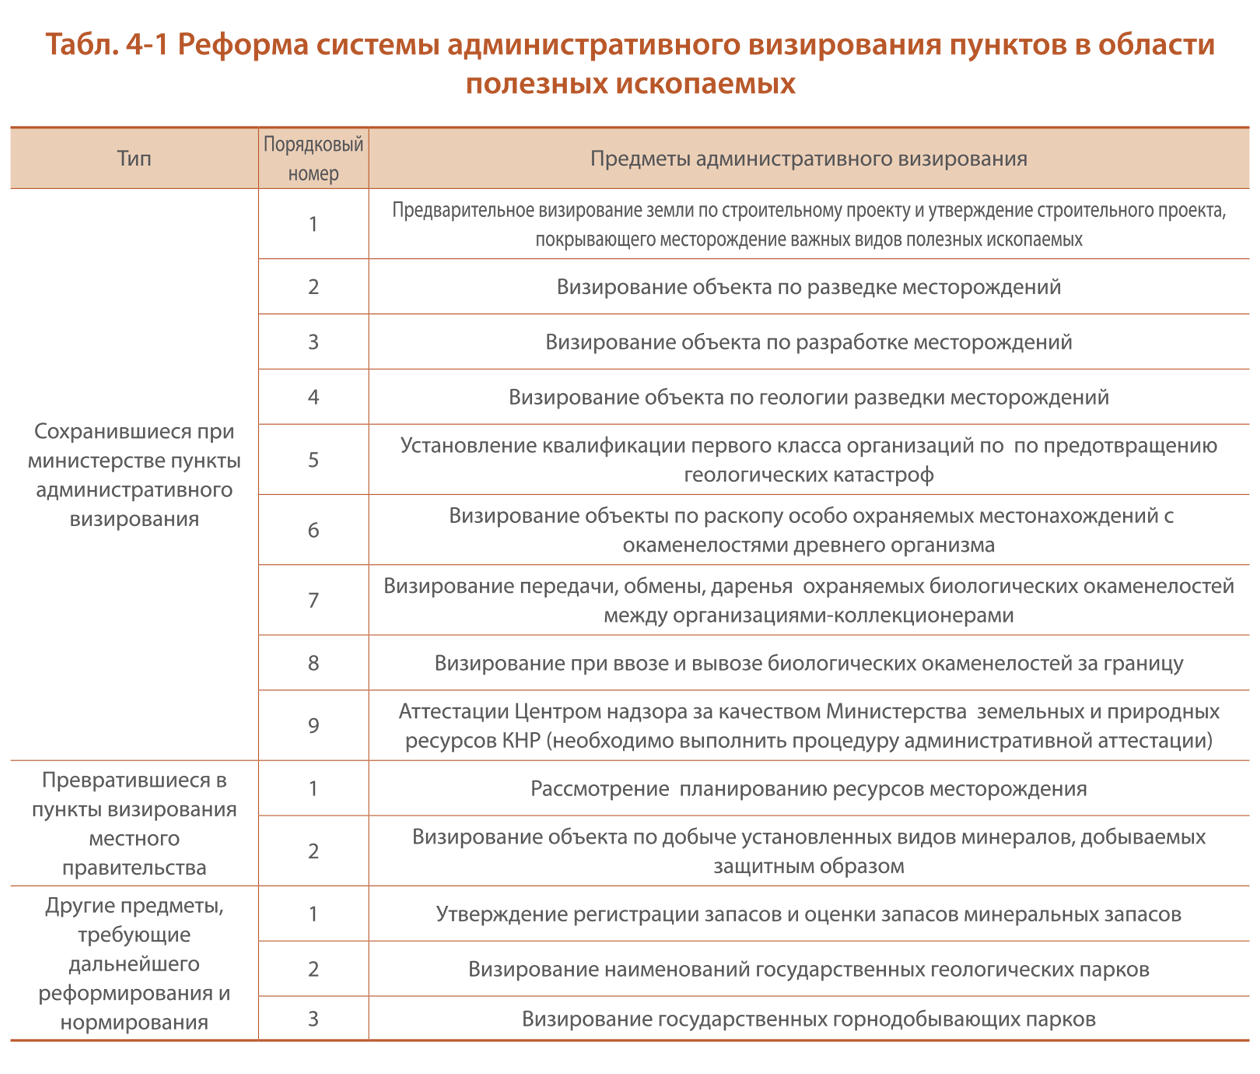 Табл. 4-1 Реформа системы административного визирования пунктов в области
полезных ископаемых
Тип
Порядковый
номер
Предметы административного визирования
Сохранившиеся при
министерстве пункты
административного
визирования
1
Предварительное визирование земли по строительному проекту и утверждение строительного проекта,
покрывающего месторождение важных видов полезных ископаемых
2
Визирование объекта по разведке месторождений
3
Визирование объекта по разработке месторождений
4
Визирование объекта по геологии разведки месторождений
5
Установление квалификации первого класса организаций по  по предотвращению
геологических катастроф
6
Визирование объекты по раскопу особо охраняемых местонахождений с
окаменелостями древнего организма
7
Визирование передачи, обмены, даренья  охраняемых биологических окаменелостей
между организациями-коллекционерами
8
Визирование при ввозе и вывозе биологических окаменелостей за границу
9
Аттестации Центром надзора за качеством Министерства  земельных и природных
ресурсов КНР (необходимо выполнить процедуру административной аттестации)
Превратившиеся в
пункты визирования
местного
правительства
1
Рассмотрение  планированию ресурсов месторождения
2
Визирование объекта по добыче установленных видов минералов, добываемых
защитным образом
Другие предметы,
требующие
дальнейшего
реформирования и
нормирования
1
Утверждение регистрации запасов и оценки запасов минеральных запасов
2
Визирование наименований государственных геологических парков
3
Визирование государственных горнодобывающих парков